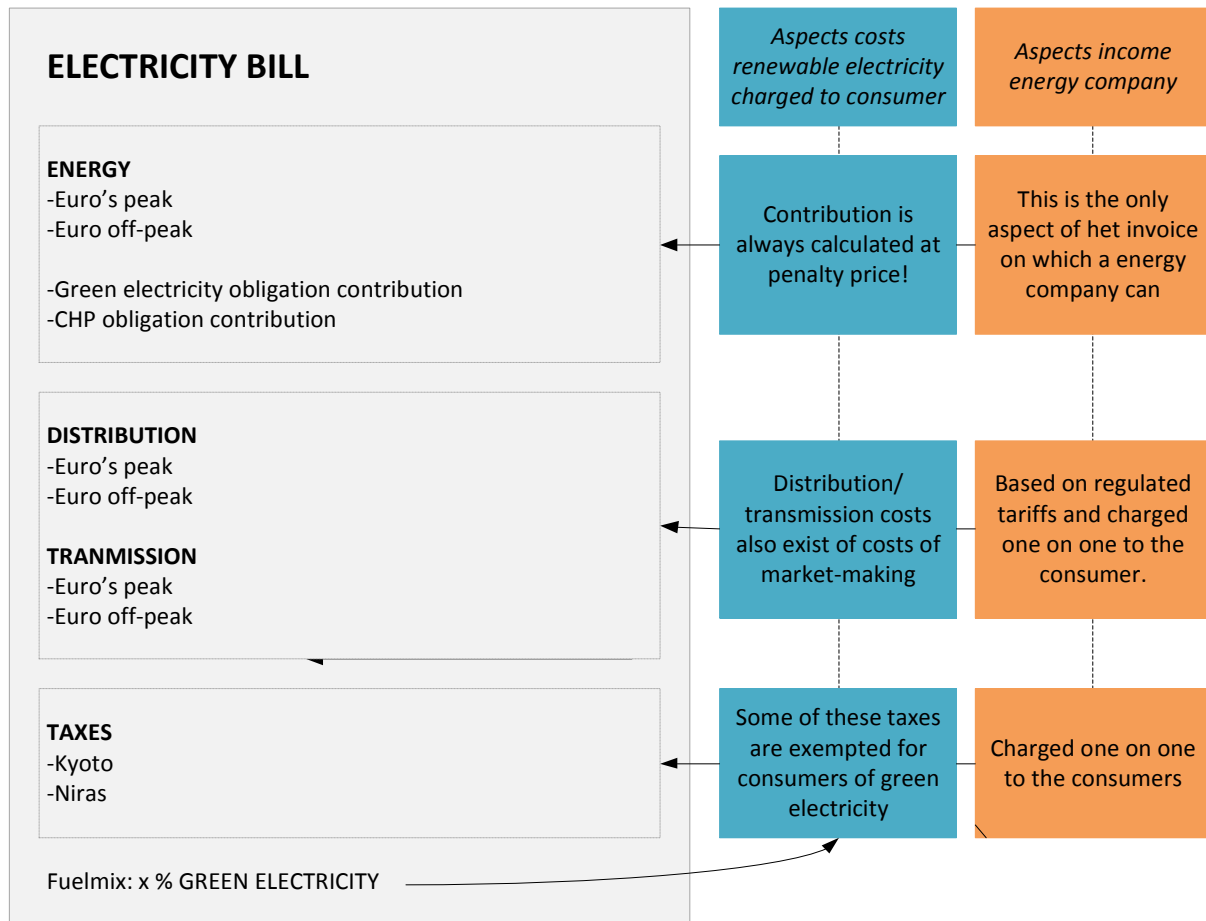 ELECTRICITY BILL
ENERGY
-Euro's peak
-Euro off-peak
-Green electricity obligation contribution
-CHP obligation contribution
DISTRIBUTION
-Euro's peak
-Euro off-peak
TRANMISSION
-Euro's peak
-Euro off-peak
TAXES
-Kyoto
-Niras
Fuelmix: x % GREEN ELECTRICITY
Aspects costs
renewable electricity
charged to consumer
Contribution is
always calculated at
penalty price!
Distribution/
transmission costs
also exist of costs of
market-making
Some of these taxes
are exempted for
consumers of green
electricity
Aspects income
energy company
This is the only
aspect of het invoice
on which a energy
company can
Based on regulated
tariffs and charged
one on one to the
consumer.
Charged one on one
to the consumers